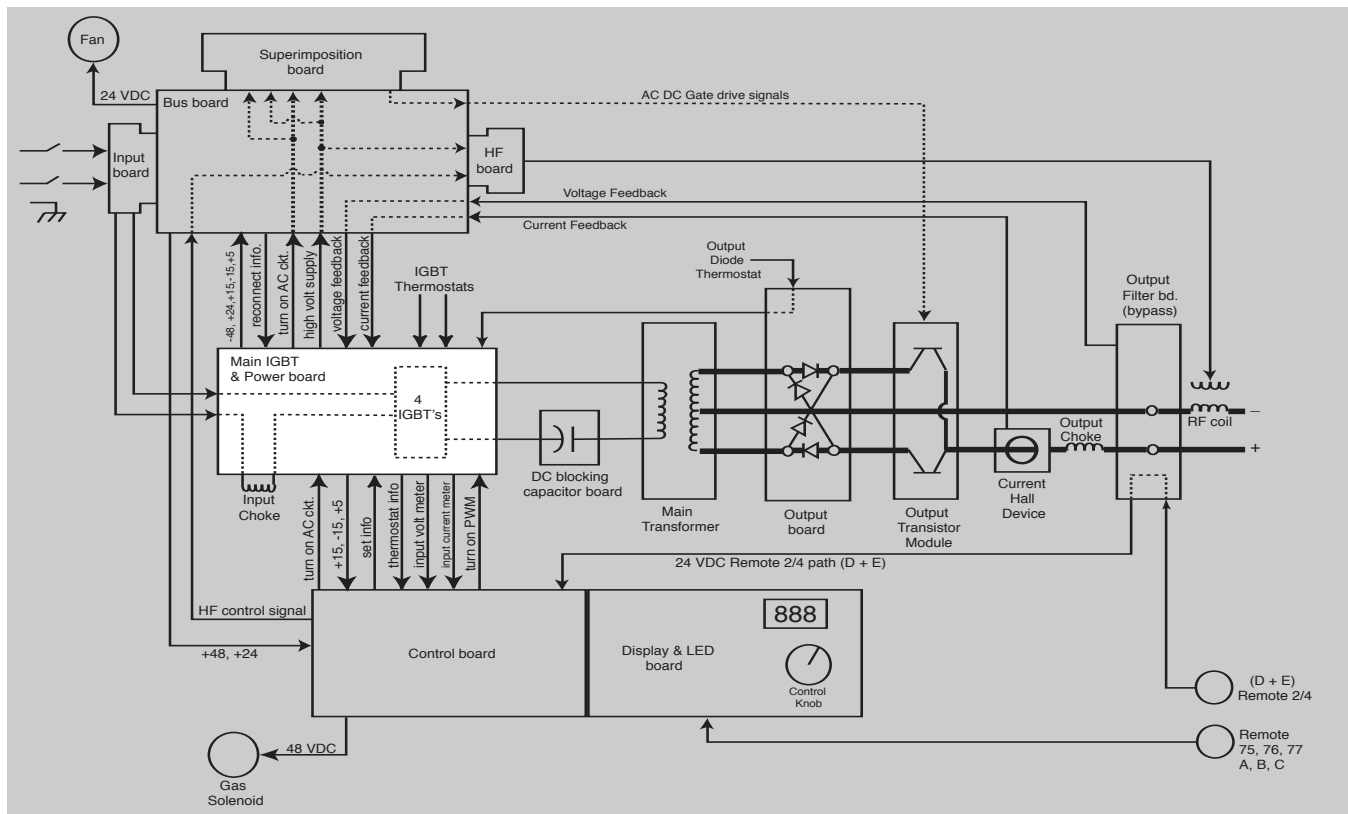 Fan
Superimposition
board
24 VDC
Bus board
AC DC Gate drive signals
Input
board
HF
board
Voltage Feedback
Current Feedback
-48, +24,+15,-15,+5
reconnect info.
turn on AC ckt.
high volt supply
voltage feedback
current feedback
IGBT
Thermostats
Output
Diode
Thermostat
Output
Filter bd.
(bypass)
Main IGBT
& Power board
4
IGBT's
RF coil
–
+
Output
Choke
Input
Choke
DC blocking
capacitor board
Main
Transformer
Output
board
Output
Transistor
Module
Current
Hall
Device
turn on AC ckt.
+15, -15, +5
set info
thermostat info
input volt meter
input current meter
turn on PWM
24 VDC Remote 2/4 path (D + E)
HF control signal
+48, +24
Control board
Display & LED
board
888
Control
Knob
(D + E)
Remote 2/4
Remote
75, 76, 77
A, B, C
48 VDC
Gas
Solenoid